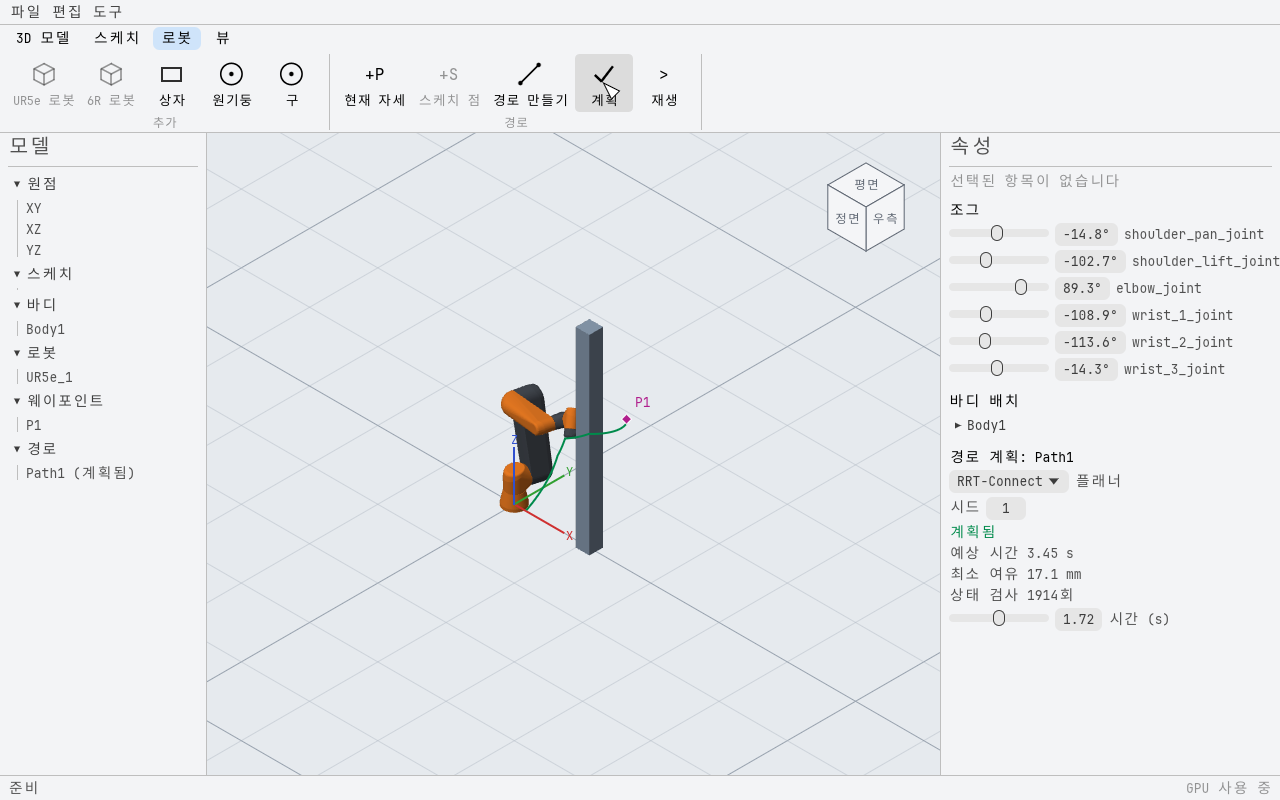 파일 편집 도구
3D 모델 스케치 로봇 뷰
UR5e 로봇 6R 로봇 상자 원기둥 구
+P +S >
현재 자세 스케치 점 경로 만들기 계획 재생
추가 경로
모델
▼ 원점
XY
XZ
YZ
▼ 스케치
▼ 바디
Body1
▼ 로봇
UR5e_1
▼ 웨이포인트
P1
▼ 경로
Path1 (계획됨)
평면
정면 우측
P1
Z
Y
X
속성
선택된 항목이 없습니다
조그
-14.8° shoulder_pan_joint
-102.7° shoulder_lift_joint
89.3° elbow_joint
-108.9° wrist_1_joint
-113.6° wrist_2_joint
-14.3° wrist_3_joint
바디 배치
▶ Body1
경로 계획: Path1
RRT-Connect ▼ 플래너
시드 1
계획됨
예상 시간 3.45 s
최소 여유 17.1 mm
상태 검사 1914회
1.72 시간 (s)
준비
GPU 사용 중